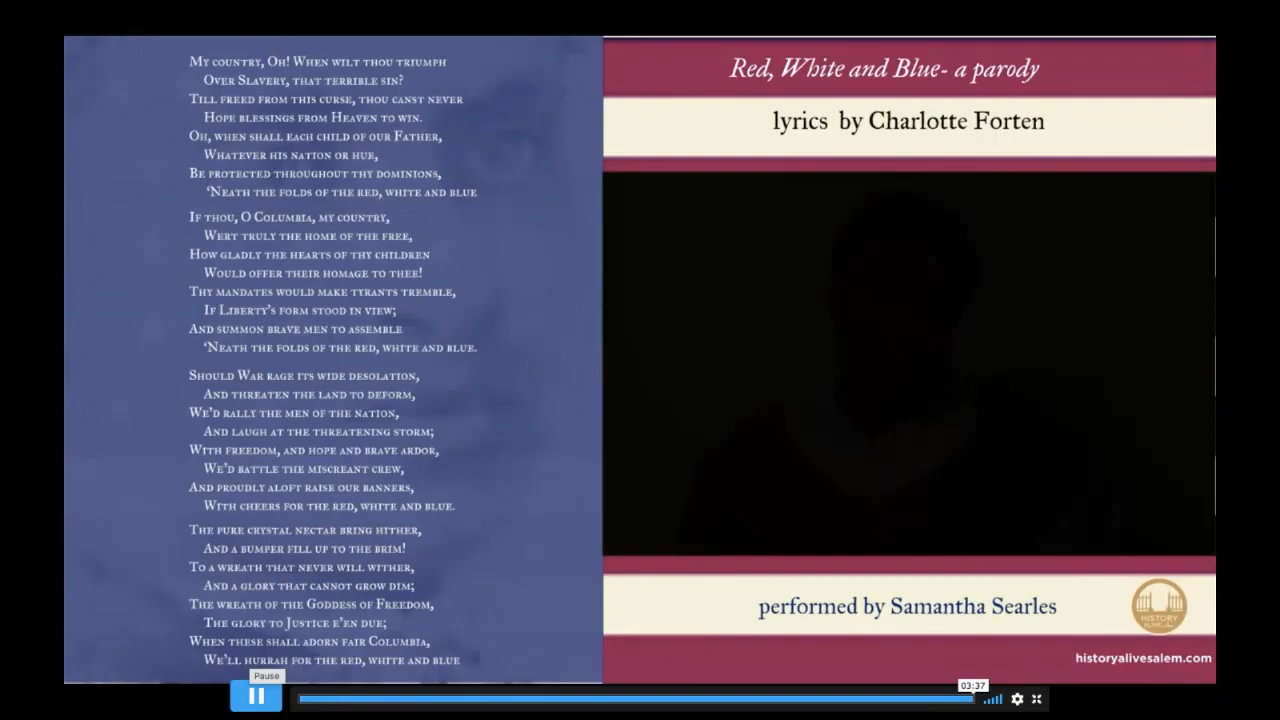 My country, Oh! When wilt thou triumph
Over Slavery, that terrible sin?
Till freed from this curse, thou canst never
Hope blessings from Heaven to win.
Oh, when shall each child of our Father,
Whatever his nation or hue,
Be protected throughout thy dominions,
‘Neath the folds of the red, white and blue
If thou, O Columbia, my country,
Wert truly the home of the free,
How gladly the hearts of thy children
Would offer their homage to thee!
Thy mandates would make tyrants tremble,
If Liberty's form stood in view;
And summon brave men to assemble
‘Neath the folds of the red, white and blue.
Should War rage its wide desolation,
And threaten the land to deform,
We'd rally the men of the nation,
And laugh at the threatening storm;
With freedom, and hope and brave ardor,
We'd battle the miscreant crew,
And proudly aloft raise our banners,
With cheers for the red, white and blue.
The pure crystal nectar bring hither,
And a bumper fill up to the brim!
To a wreath that never will wither,
And a glory that cannot grow dim;
The wreath of the Goddess of Freedom,
The glory to Justice e'en due;
When these shall adorn fair Columbia,
We'll hurrah for the red, white and blue
Red, White and Blue- a parody
lyrics by Charlotte Forten
performed by Samantha Searles
HISTORY
ALIVE
historyalivesalem.com
Pause
03:37